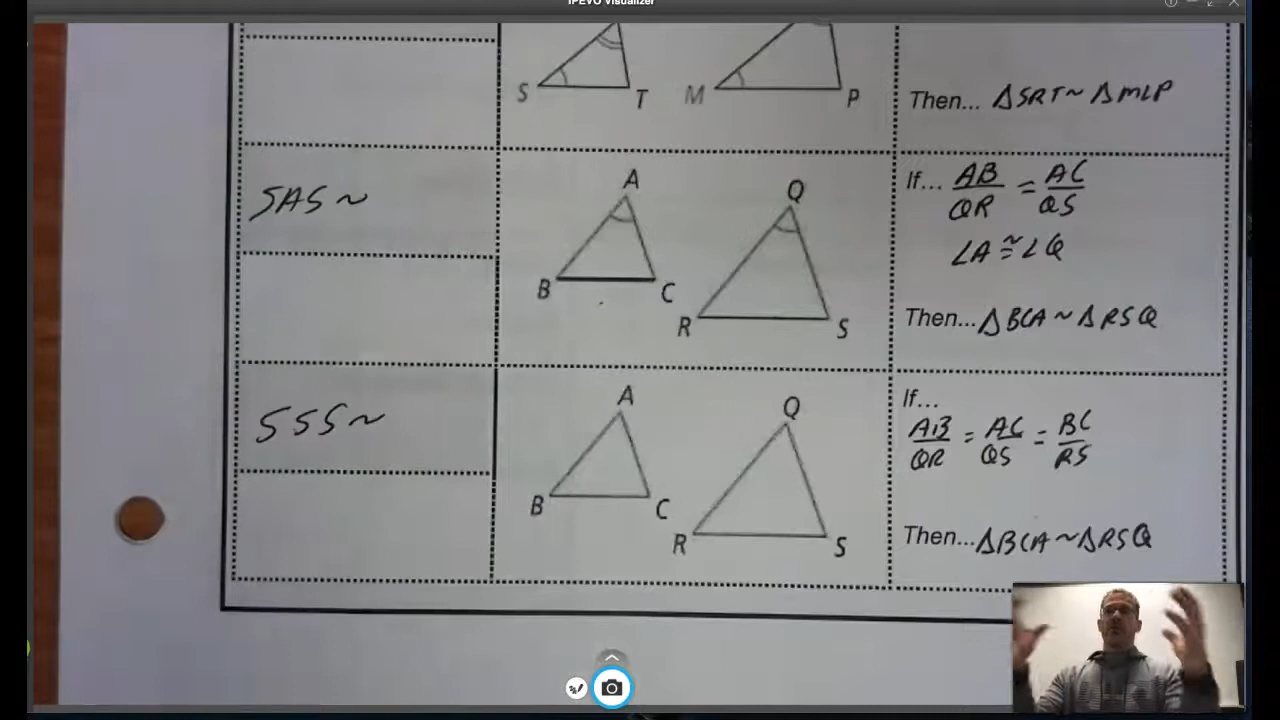 IPEVO Visualizer
S
T
M
P
Then... ΔSRT ~ ΔMLP
SAS ~
A
B
C
Q
R
S
If... AB/QR = AC/QS
∠A ≅ ∠Q
Then... ΔBCA ~ ΔRSQ
SSS ~
A
B
C
Q
R
S
If...
AB/QR = AC/QS = BC/RS
Then... ΔBCA ~ ΔRSQ